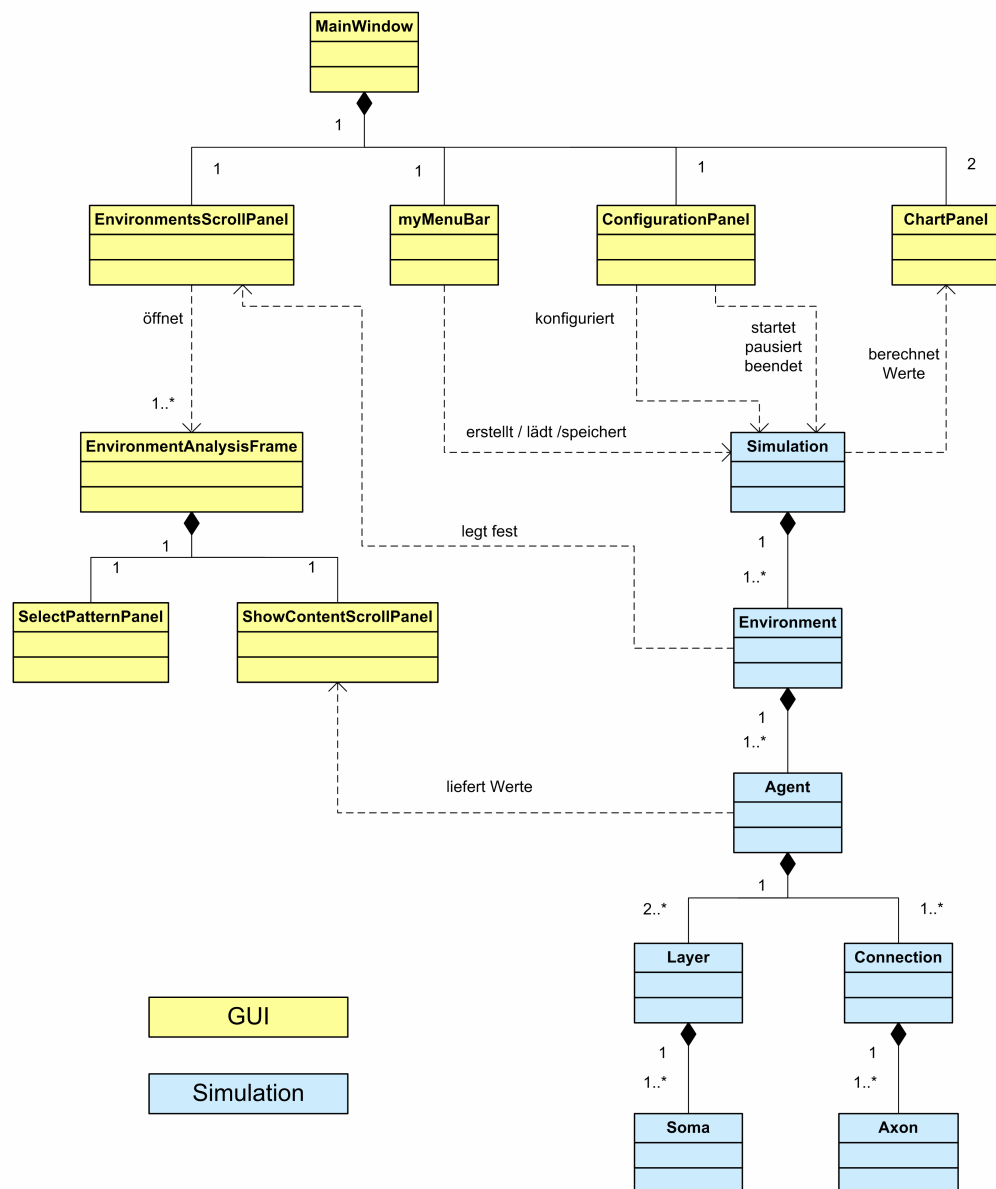 MainWindow
1
1
1
1
2
EnvironmentsScrollPanel
myMenuBar
ConfigurationPanel
ChartPanel
öffnet
konfiguriert
startet
pausiert
beendet
berechnet
Werte
1..*
erstellt / lädt /speichert
EnvironmentAnalysisFrame
Simulation
legt fest
1
1
1
1
1..*
SelectPatternPanel
ShowContentScrollPanel
Environment
1
1..*
liefert Werte
Agent
1
2..*
1..*
Layer
Connection
GUI
1
1
Simulation
1..*
1..*
Soma
Axon